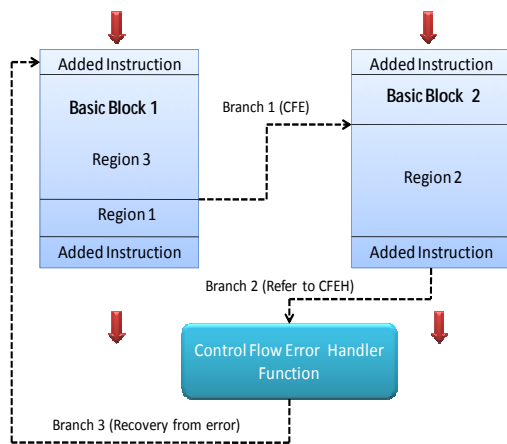 Added Instruction
Basic Block 1
Region 3
Region 1
Added Instruction
Branch 1 (CFE)
Added Instruction
Basic Block 2
Region 2
Added Instruction
Branch 2 (Refer to CFEH)
Control Flow Error Handler
Function
Branch 3 (Recovery from error)